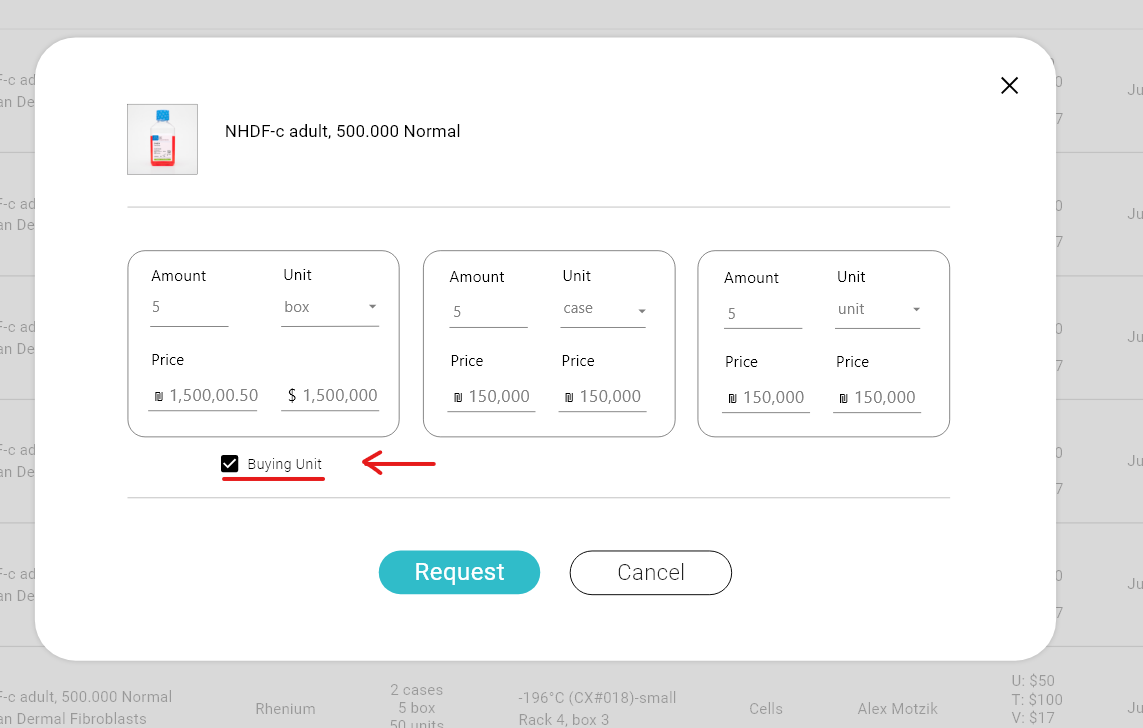 NHDF-c adult, 500.000 Normal
Amount Unit
5 box
Price
₪ 1,500,00.50 $ 1,500,000
Amount Unit
5 case
Price Price
₪ 150,000 ₪ 150,000
Amount Unit
5 unit
Price Price
₪ 150,000 ₪ 150,000
Buying Unit
Request Cancel
F-c adult, 500.000 Normal
an Dermal Fibroblasts
Rhenium
2 cases
5 box
50 units
-196°C (CX#018)-small
Rack 4, box 3
Cells
Alex Motzik
U: $50
T: $100
V: $17